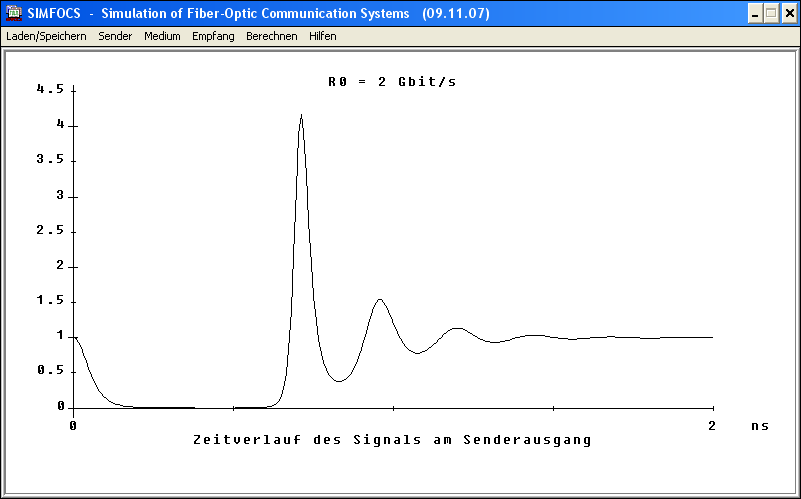 SIMFOCS - Simulation of Fiber-Optic Communication Systems (09.11.07)
Laden/Speichern Sender Medium Empfang Berechnen Hilfen
R0 = 2 Gbit/s
4.5
4
3.5
3
2.5
2
1.5
1
0.5
0
0 2 ns
Zeitverlauf des Signals am Senderausgang